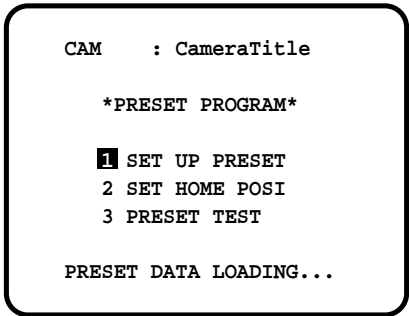 CAM : CameraTitle
*PRESET PROGRAM*
1 SET UP PRESET
2 SET HOME POSI
3 PRESET TEST
PRESET DATA LOADING...